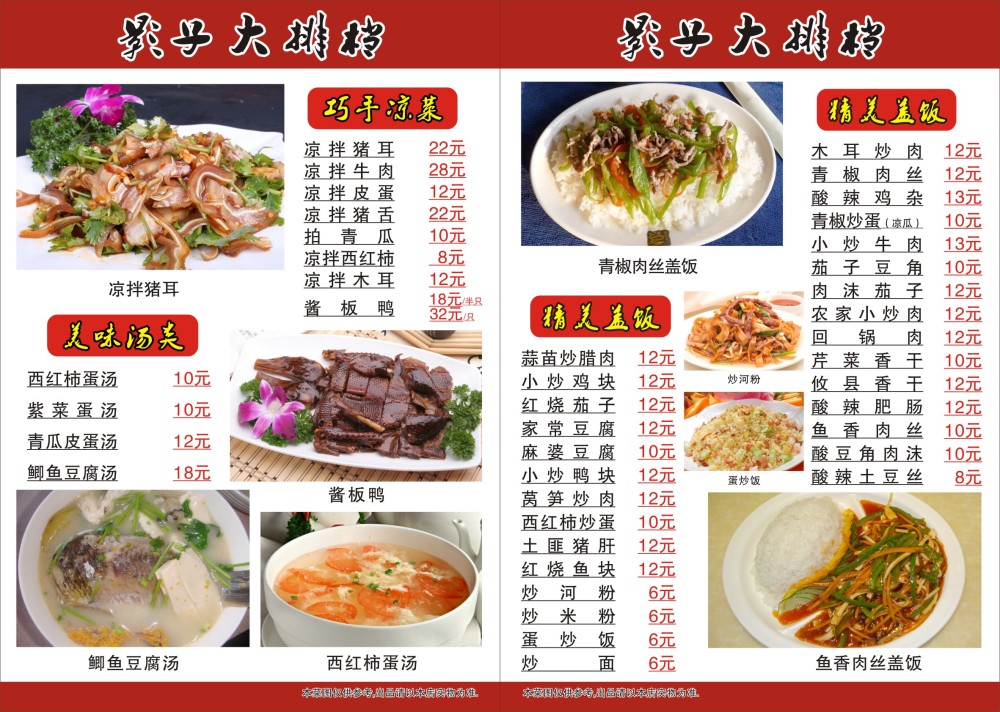 影子大排档
巧手凉菜
凉拌猪耳 22元
凉拌牛肉 28元
凉拌皮蛋 12元
凉拌猪舌 22元
拍青瓜 10元
凉拌西红柿 8元
凉拌木耳 12元
酱板鸭 18元/半只
32元/只
凉拌猪耳
美味汤类
西红柿蛋汤 10元
紫菜蛋汤 10元
青瓜皮蛋汤 12元
鲫鱼豆腐汤 18元
酱板鸭
鲫鱼豆腐汤
西红柿蛋汤
本菜图仅供参考,出品请以本店实物为准.
影子大排档
青椒肉丝盖饭
精美盖饭
木耳炒肉 12元
青椒肉丝 12元
酸辣鸡杂 13元
青椒炒蛋(凉瓜) 10元
小炒牛肉 13元
茄子豆角 10元
肉沫茄子 12元
农家小炒肉 12元
回锅肉 12元
芹菜香干 10元
攸县香干 12元
酸辣肥肠 12元
鱼香肉丝 10元
酸豆角肉沫 10元
酸辣土豆丝 8元
精美盖饭
蒜苗炒腊肉 12元
小炒鸡块 12元
红烧茄子 12元
家常豆腐 12元
麻婆豆腐 10元
小炒鸭块 12元
莴笋炒肉 12元
西红柿炒蛋 10元
土匪猪肝 12元
红烧鱼块 12元
炒河粉 6元
炒米粉 6元
蛋炒饭 6元
炒面 6元
炒河粉
蛋炒饭
鱼香肉丝盖饭
本菜图仅供参考,出品请以本店实物为准.